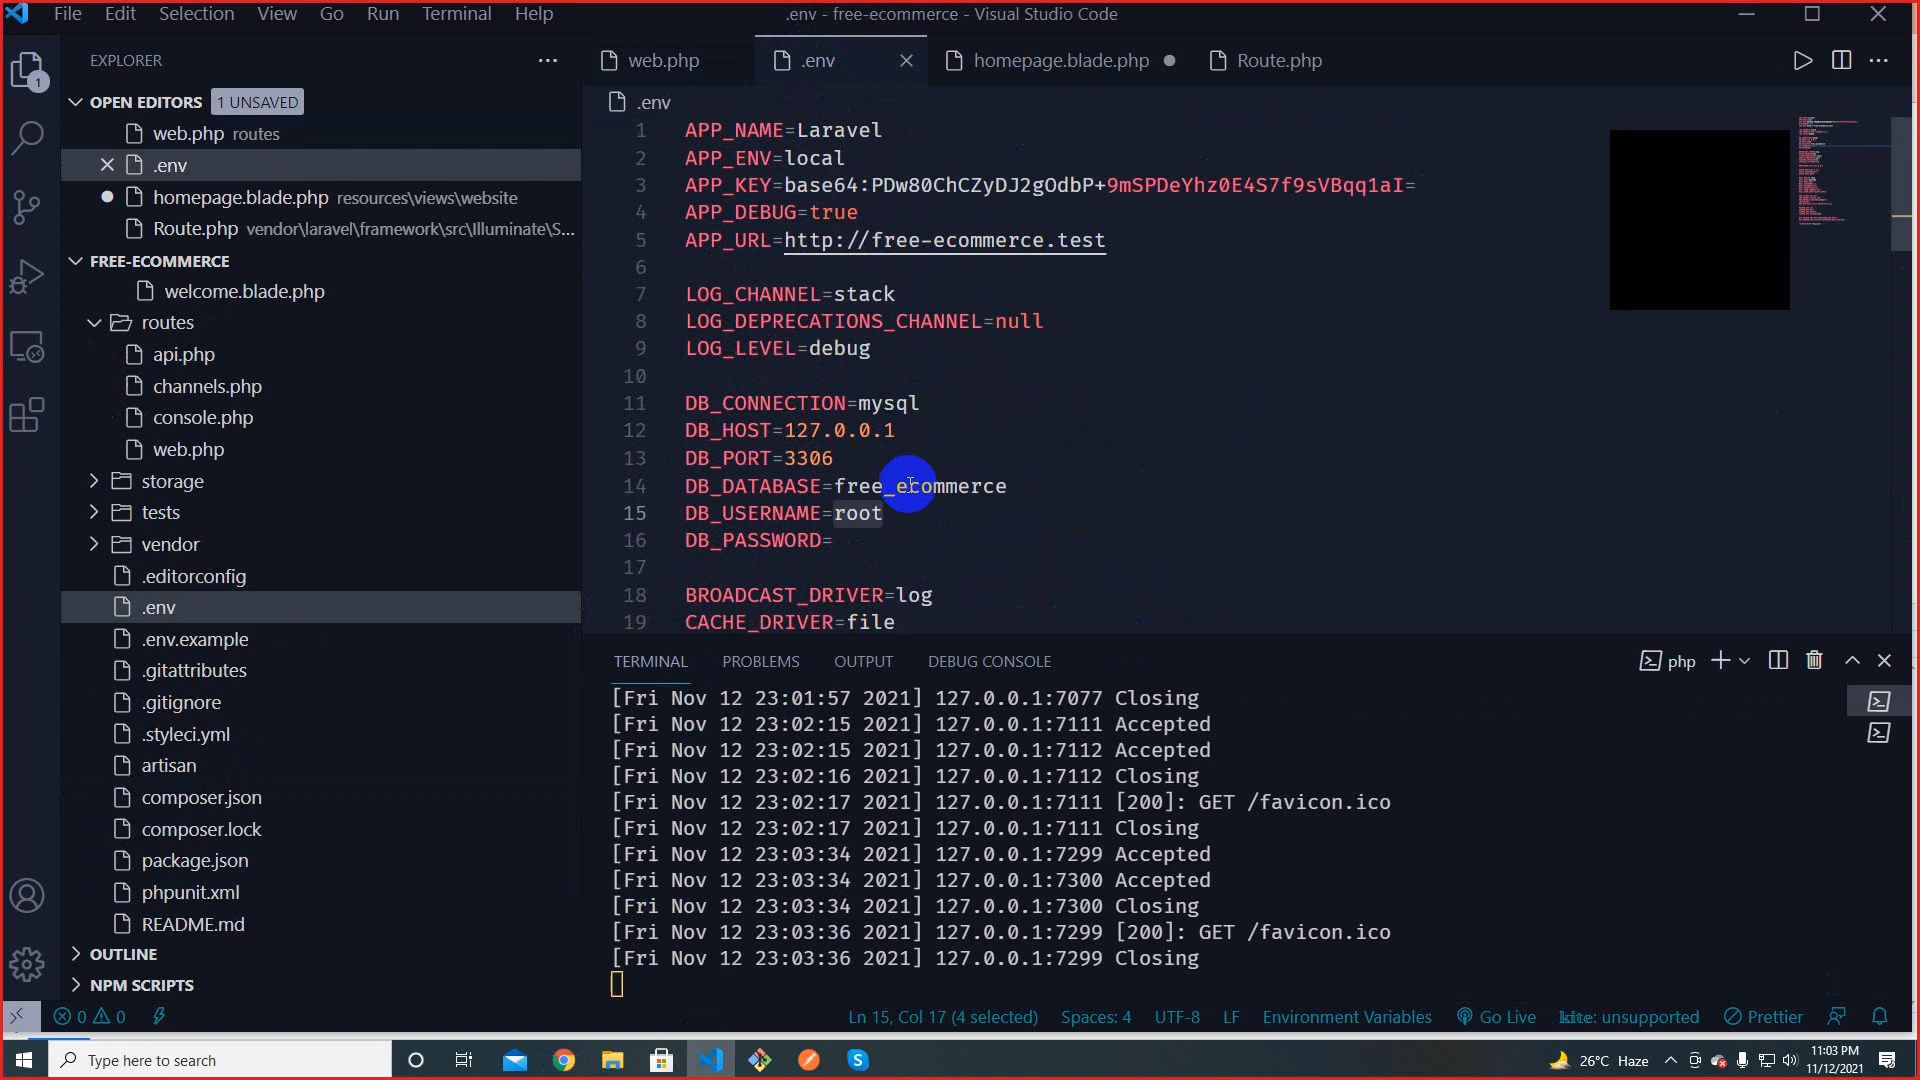 File Edit Selection View Go Run Terminal Help
.env - free-ecommerce - Visual Studio Code
EXPLORER
1
OPEN EDITORS 1 UNSAVED
web.php routes
.env
homepage.blade.php resources\views\website
Route.php vendor\laravel\framework\src\Illuminate\S...
FREE-ECOMMERCE
welcome.blade.php
routes
api.php
channels.php
console.php
web.php
storage
tests
vendor
.editorconfig
.env
.env.example
.gitattributes
.gitignore
.styleci.yml
artisan
composer.json
composer.lock
package.json
phpunit.xml
README.md
OUTLINE
NPM SCRIPTS
web.php .env homepage.blade.php Route.php
.env
1 APP_NAME=Laravel
2 APP_ENV=local
3 APP_KEY=base64:PDw80ChCZyDJ2gOdbP+9mSPDeYhz0E4S7f9sVBqq1aI=
4 APP_DEBUG=true
5 APP_URL=http://free-ecommerce.test
6
7 LOG_CHANNEL=stack
8 LOG_DEPRECATIONS_CHANNEL=null
9 LOG_LEVEL=debug
10
11 DB_CONNECTION=mysql
12 DB_HOST=127.0.0.1
13 DB_PORT=3306
14 DB_DATABASE=free_ecommerce
15 DB_USERNAME=root
16 DB_PASSWORD=
17
18 BROADCAST_DRIVER=log
19 CACHE_DRIVER=file
TERMINAL PROBLEMS OUTPUT DEBUG CONSOLE
php
[Fri Nov 12 23:01:57 2021] 127.0.0.1:7077 Closing
[Fri Nov 12 23:02:15 2021] 127.0.0.1:7111 Accepted
[Fri Nov 12 23:02:15 2021] 127.0.0.1:7112 Accepted
[Fri Nov 12 23:02:16 2021] 127.0.0.1:7112 Closing
[Fri Nov 12 23:02:17 2021] 127.0.0.1:7111 [200]: GET /favicon.ico
[Fri Nov 12 23:02:17 2021] 127.0.0.1:7111 Closing
[Fri Nov 12 23:03:34 2021] 127.0.0.1:7299 Accepted
[Fri Nov 12 23:03:34 2021] 127.0.0.1:7300 Accepted
[Fri Nov 12 23:03:34 2021] 127.0.0.1:7300 Closing
[Fri Nov 12 23:03:36 2021] 127.0.0.1:7299 [200]: GET /favicon.ico
[Fri Nov 12 23:03:36 2021] 127.0.0.1:7299 Closing
0 0 Ln 15, Col 17 (4 selected) Spaces: 4 UTF-8 LF Environment Variables Go Live kite: unsupported Prettier
Type here to search
26°C Haze
11:03 PM
11/12/2021